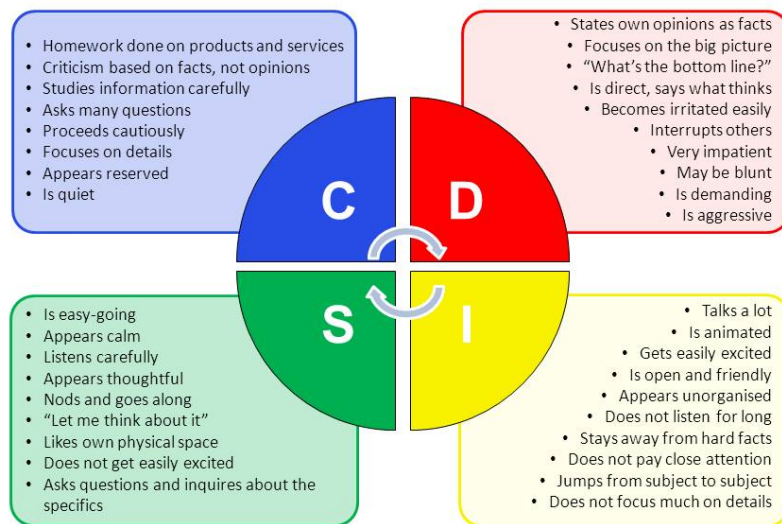 • Homework done on products and services
• Criticism based on facts, not opinions
• Studies information carefully
• Asks many questions
• Proceeds cautiously
• Focuses on details
• Appears reserved
• Is quiet
• States own opinions as facts
• Focuses on the big picture
• “What’s the bottom line?”
• Is direct, says what thinks
• Becomes irritated easily
• Interrupts others
• Very impatient
• May be blunt
• Is demanding
• Is aggressive
C
D
S
I
• Is easy-going
• Appears calm
• Listens carefully
• Appears thoughtful
• Nods and goes along
• “Let me think about it”
• Likes own physical space
• Does not get easily excited
• Asks questions and inquires about the
specifics
• Talks a lot
• Is animated
• Gets easily excited
• Is open and friendly
• Appears unorganised
• Does not listen for long
• Stays away from hard facts
• Does not pay close attention
• Jumps from subject to subject
• Does not focus much on details